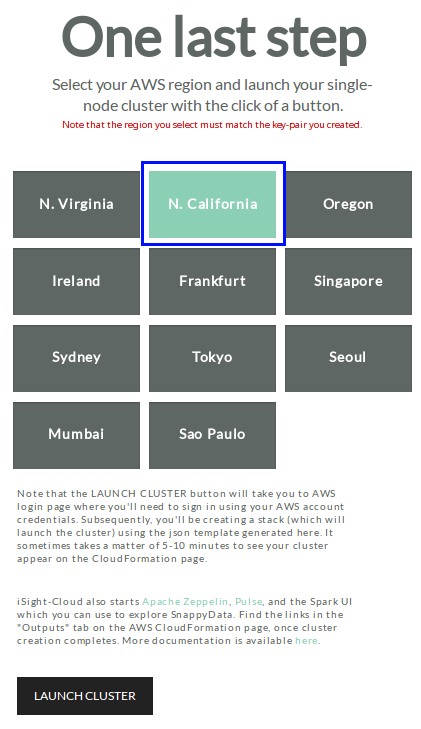 One last step
Select your AWS region and launch your single-
node cluster with the click of a button.
Note that the region you select must match the key-pair you created.
N. Virginia
N. California
Oregon
Ireland
Frankfurt
Singapore
Sydney
Tokyo
Seoul
Mumbai
Sao Paulo
Note that the LAUNCH CLUSTER button will take you to AWS
login page where you'll need to sign in using your AWS account
credentials. Subsequently, you'll be creating a stack (which will
launch the cluster) using the json template generated here. It
sometimes takes a matter of 5-10 minutes to see your cluster
appear on the CloudFormation page.
iSight-Cloud also starts Apache Zeppelin, Pulse, and the Spark UI
which you can use to explore SnappyData. Find the links in the
"Outputs" tab on the AWS CloudFormation page, once cluster
creation completes. More documentation is available here.
LAUNCH CLUSTER